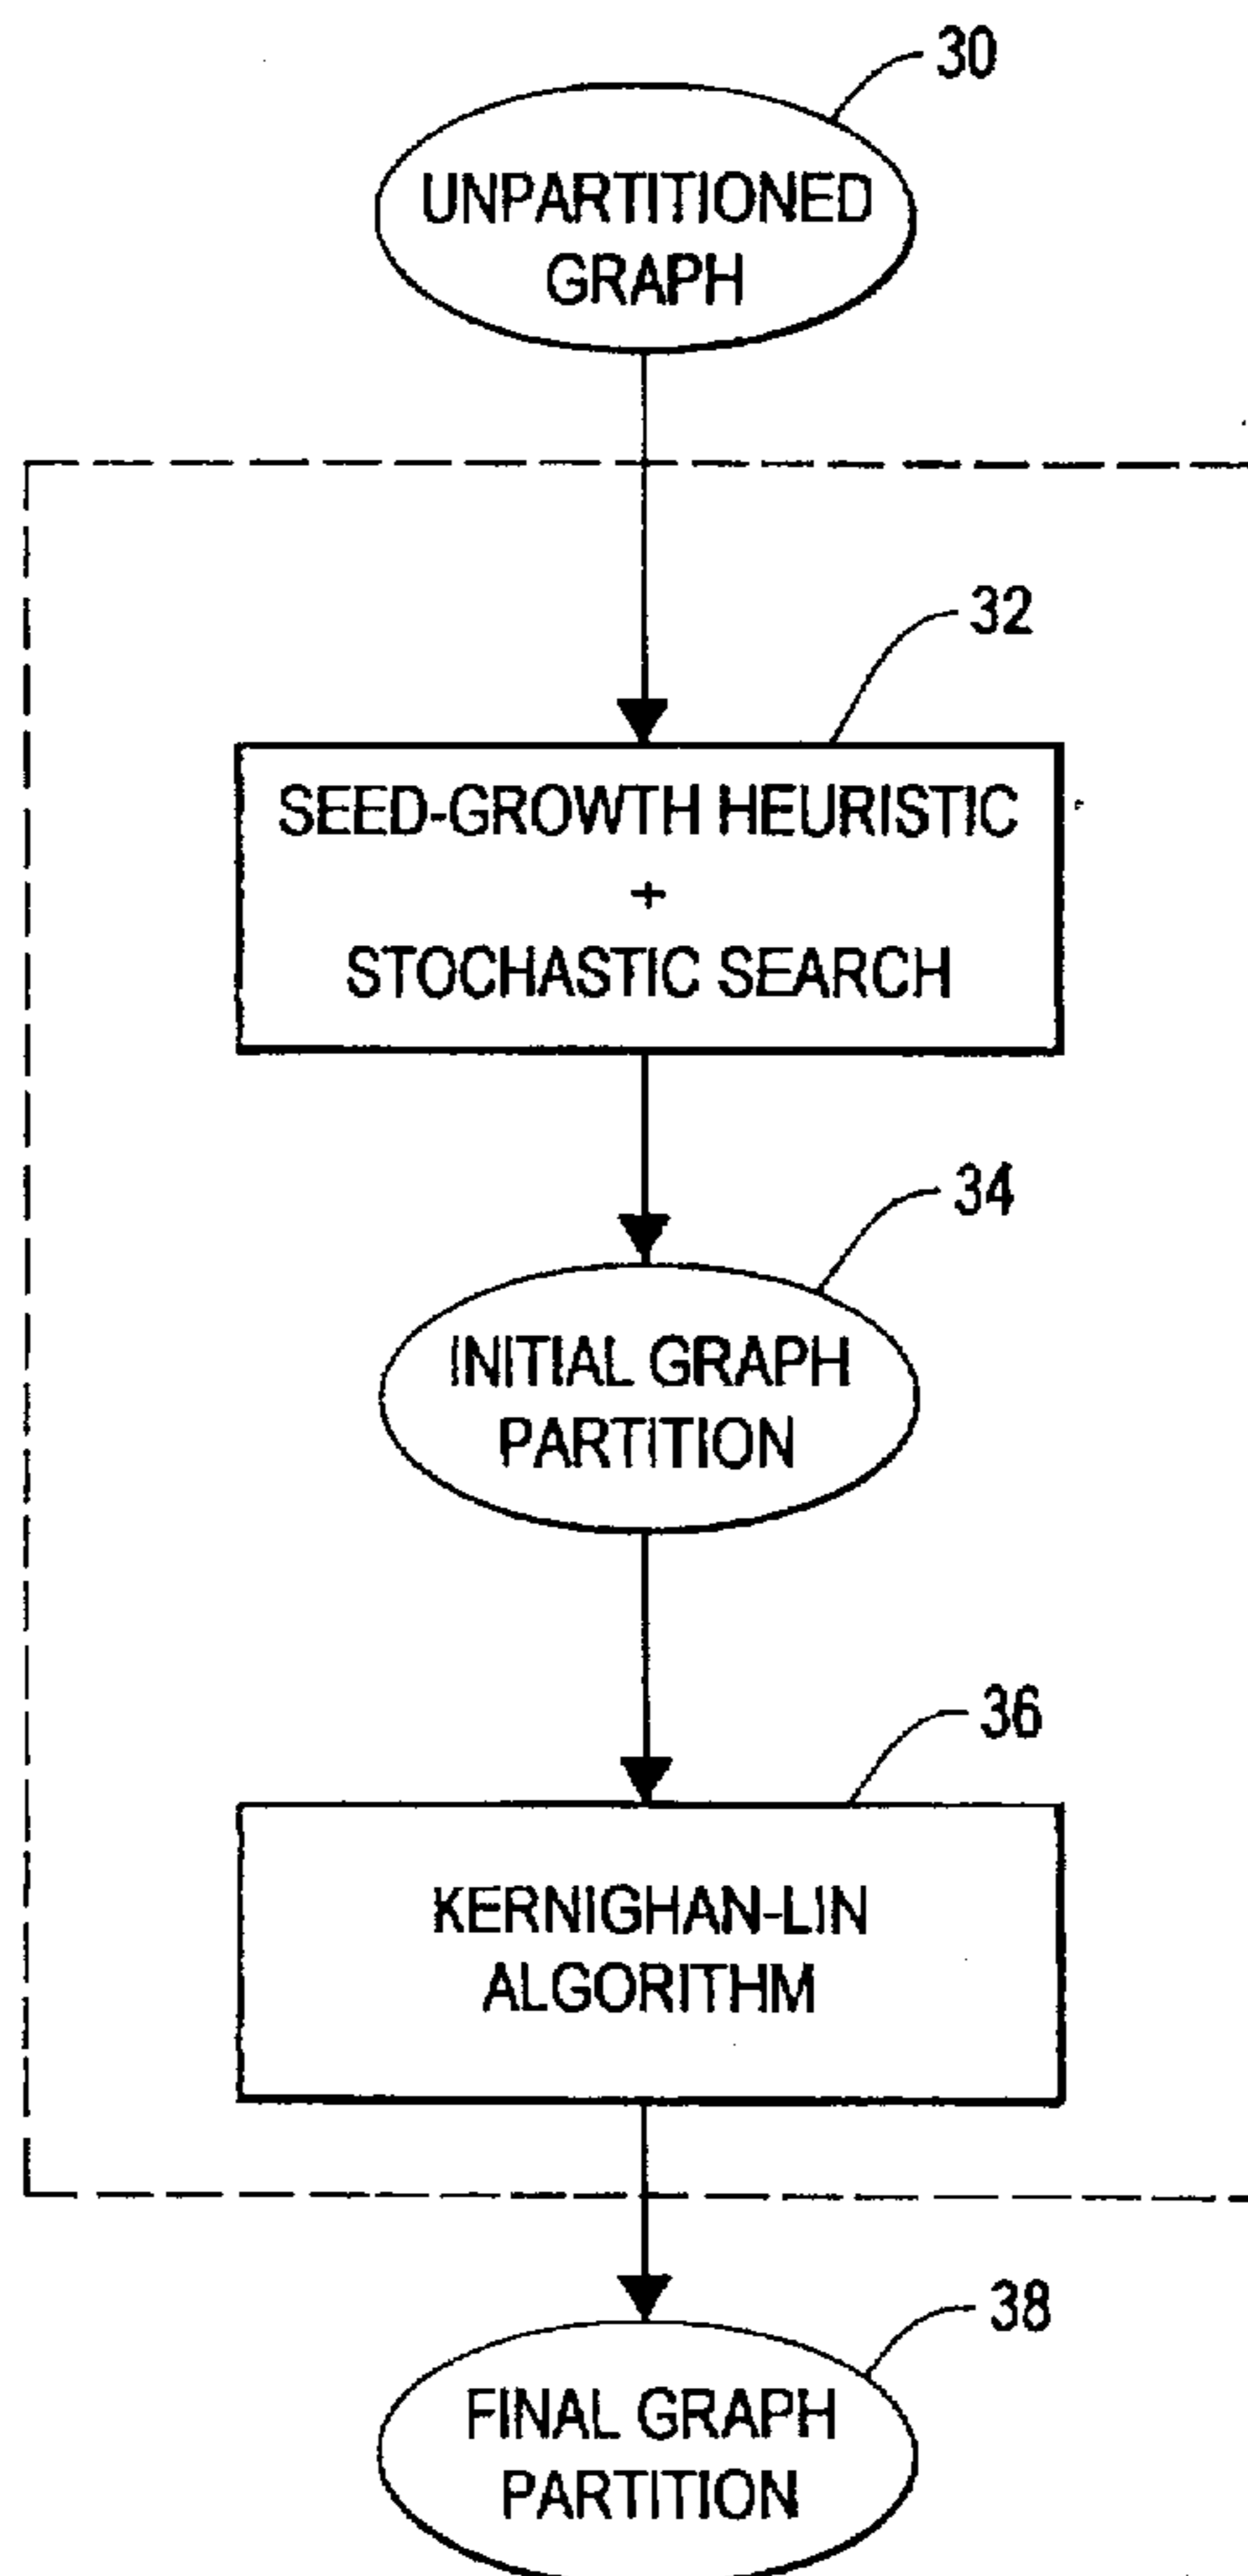 30
UNPARTITIONED
GRAPH
32
SEED-GROWTH HEURISTIC
+
STOCHASTIC SEARCH
34
INITIAL GRAPH
PARTITION
36
KERNIGHAN-LIN
ALGORITHM
38
FINAL GRAPH
PARTITION